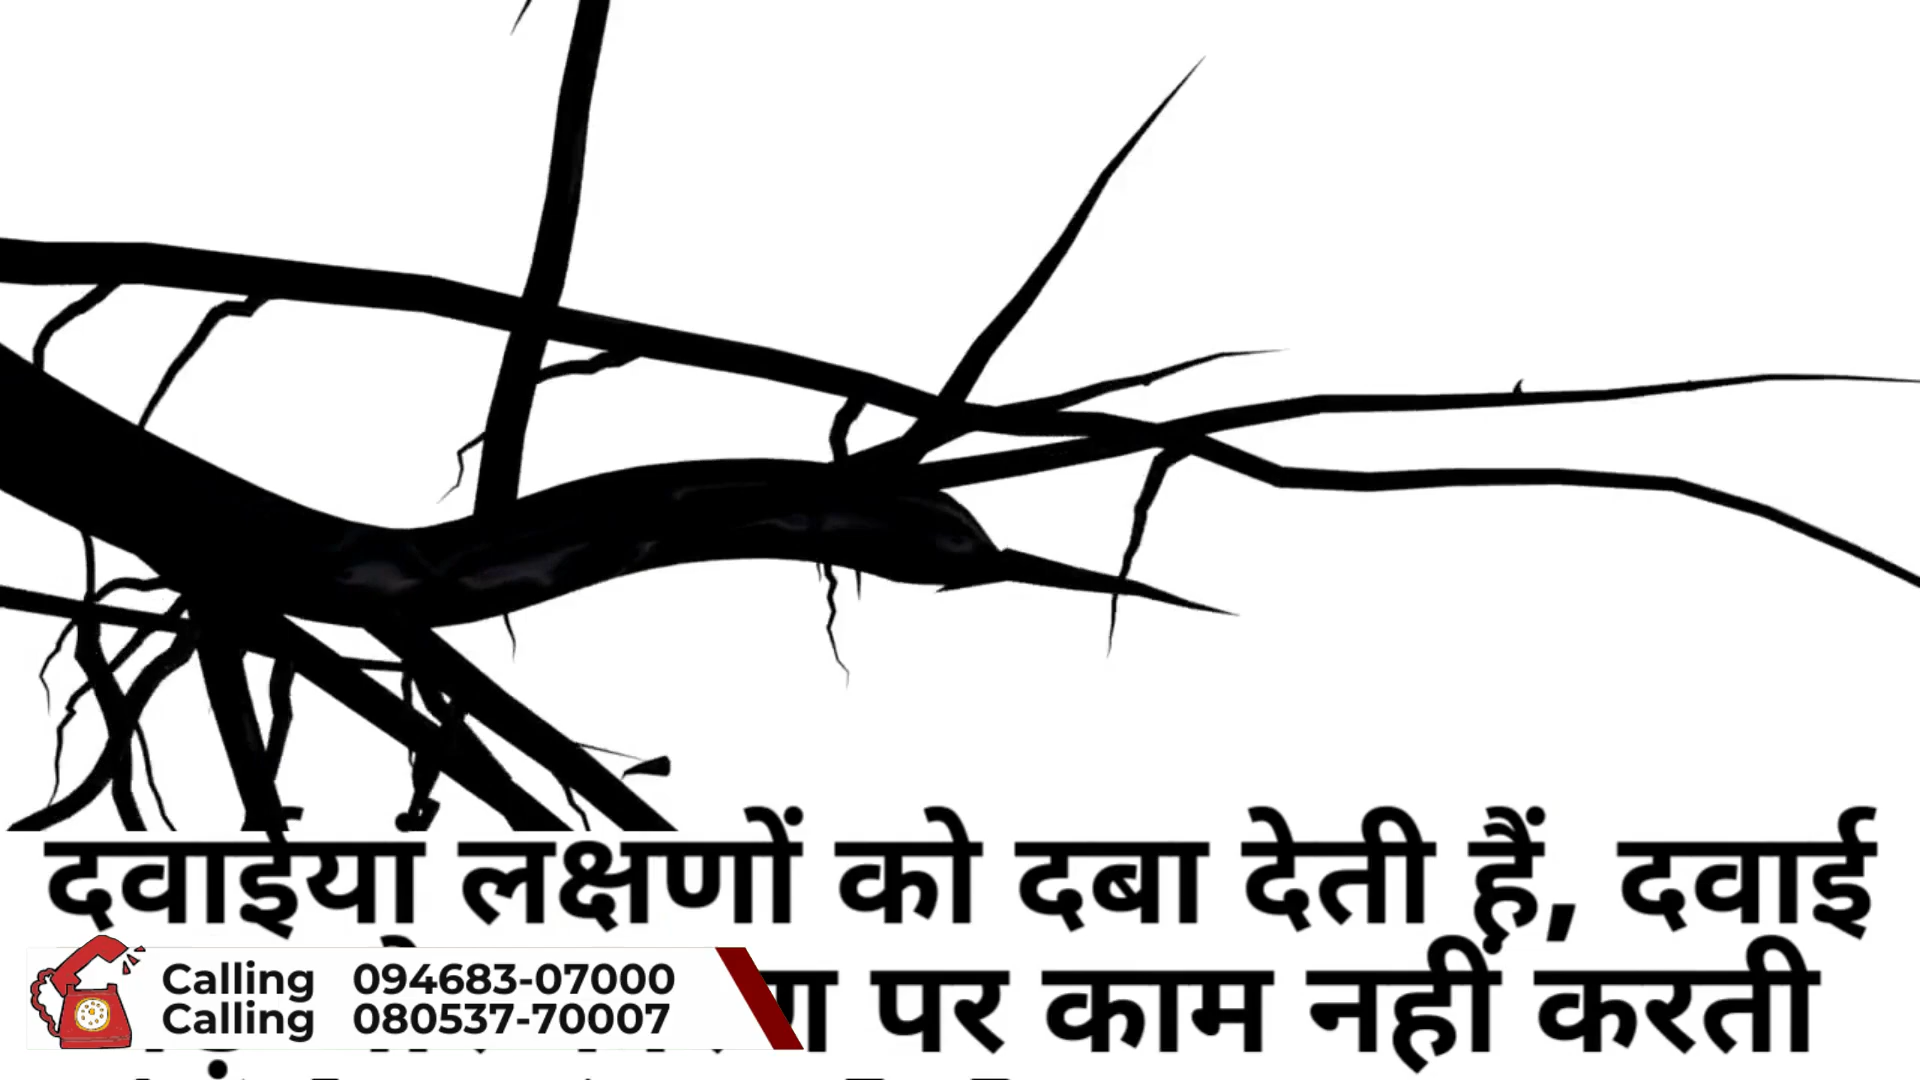 दवाईयां लक्षणों को दबा देती हैं, दवाई
पर काम नहीं करती
Calling 094683-07000
Calling 080537-70007